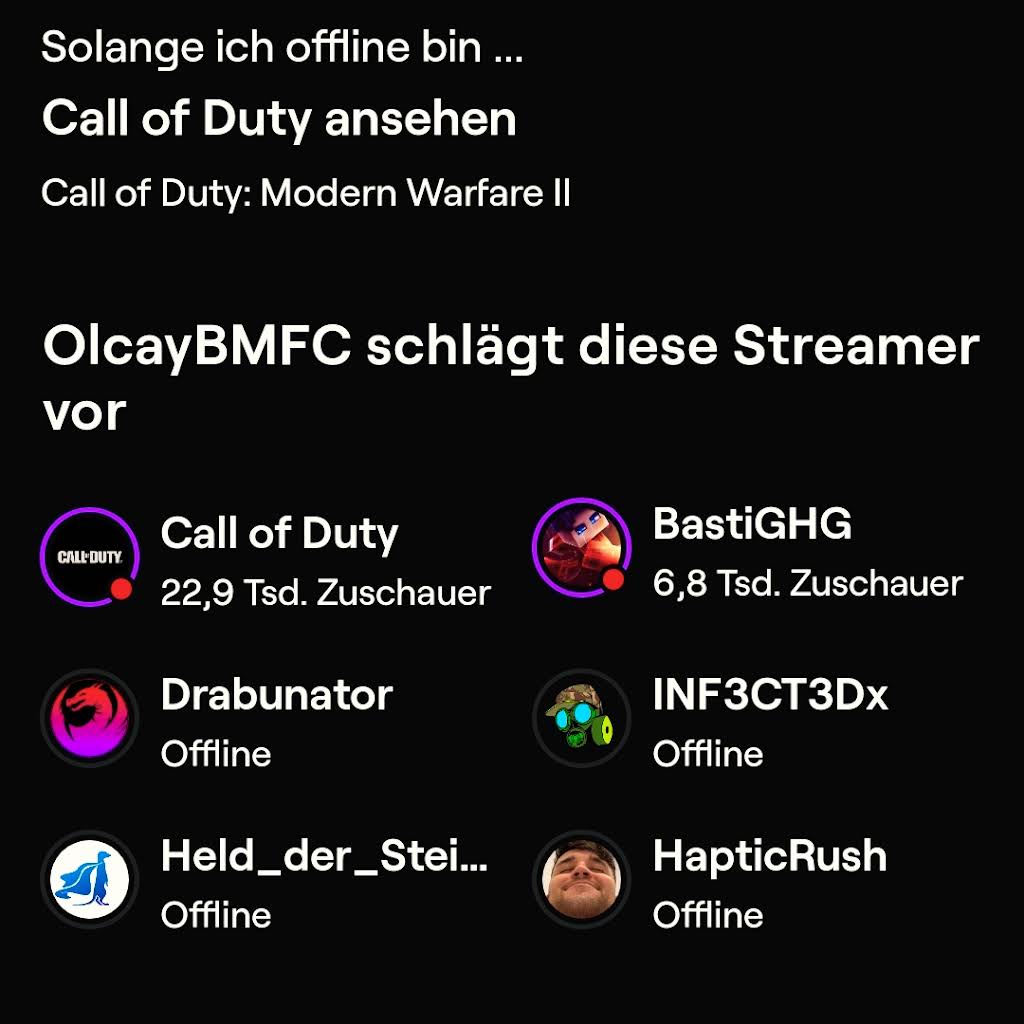 Solange ich offline bin ...
Call of Duty ansehen
Call of Duty: Modern Warfare II
OlcayBMFC schlägt diese Streamer
vor
CALL OF DUTY
Call of Duty
22,9 Tsd. Zuschauer
BastiGHG
6,8 Tsd. Zuschauer
Drabunator
Offline
INF3CT3Dx
Offline
Held_der_Stei...
Offline
HapticRush
Offline